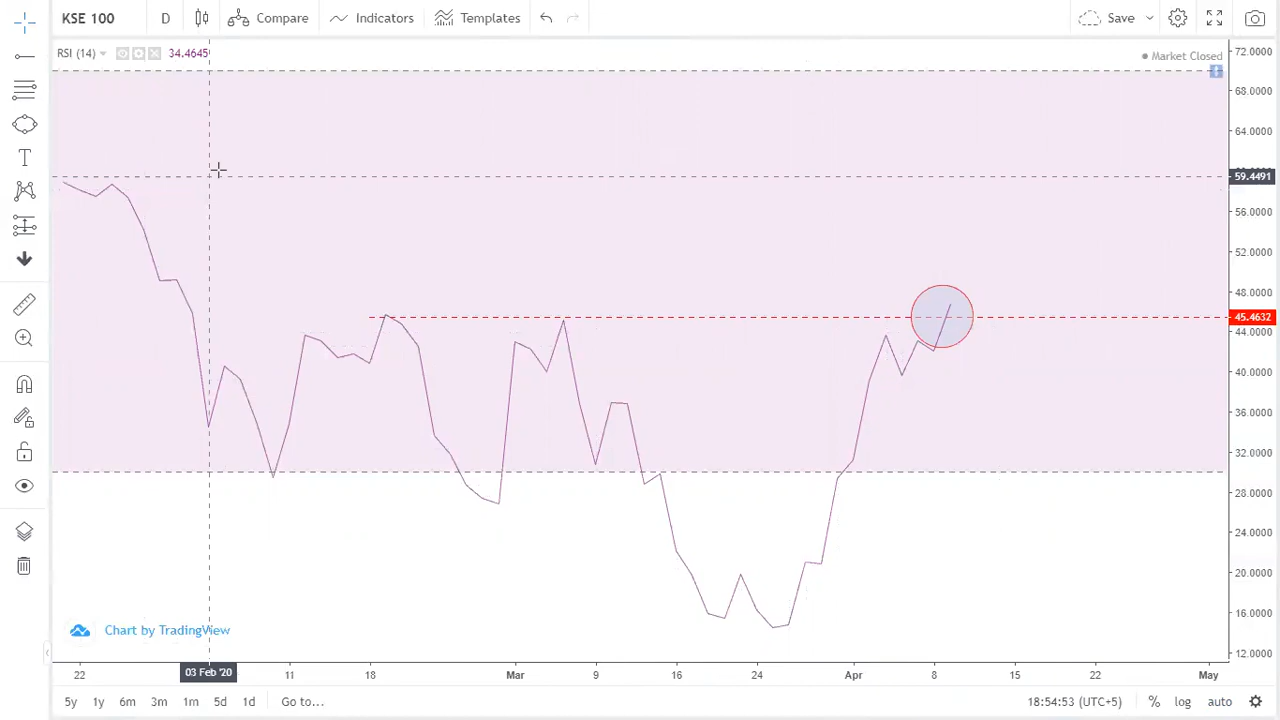 KSE 100 D Compare Indicators Templates Save
RSI (14) 34.4645
Market Closed
72.0000
68.0000
64.0000
59.4491
56.0000
52.0000
48.0000
45.4632
44.0000
40.0000
36.0000
32.0000
28.0000
24.0000
20.0000
16.0000
12.0000
Chart by TradingView
22 03 Feb '20 11 18 Mar 9 16 24 Apr 8 15 22 May
5y 1y 6m 3m 1m 5d 1d Go to... 18:54:53 (UTC+5) % log auto